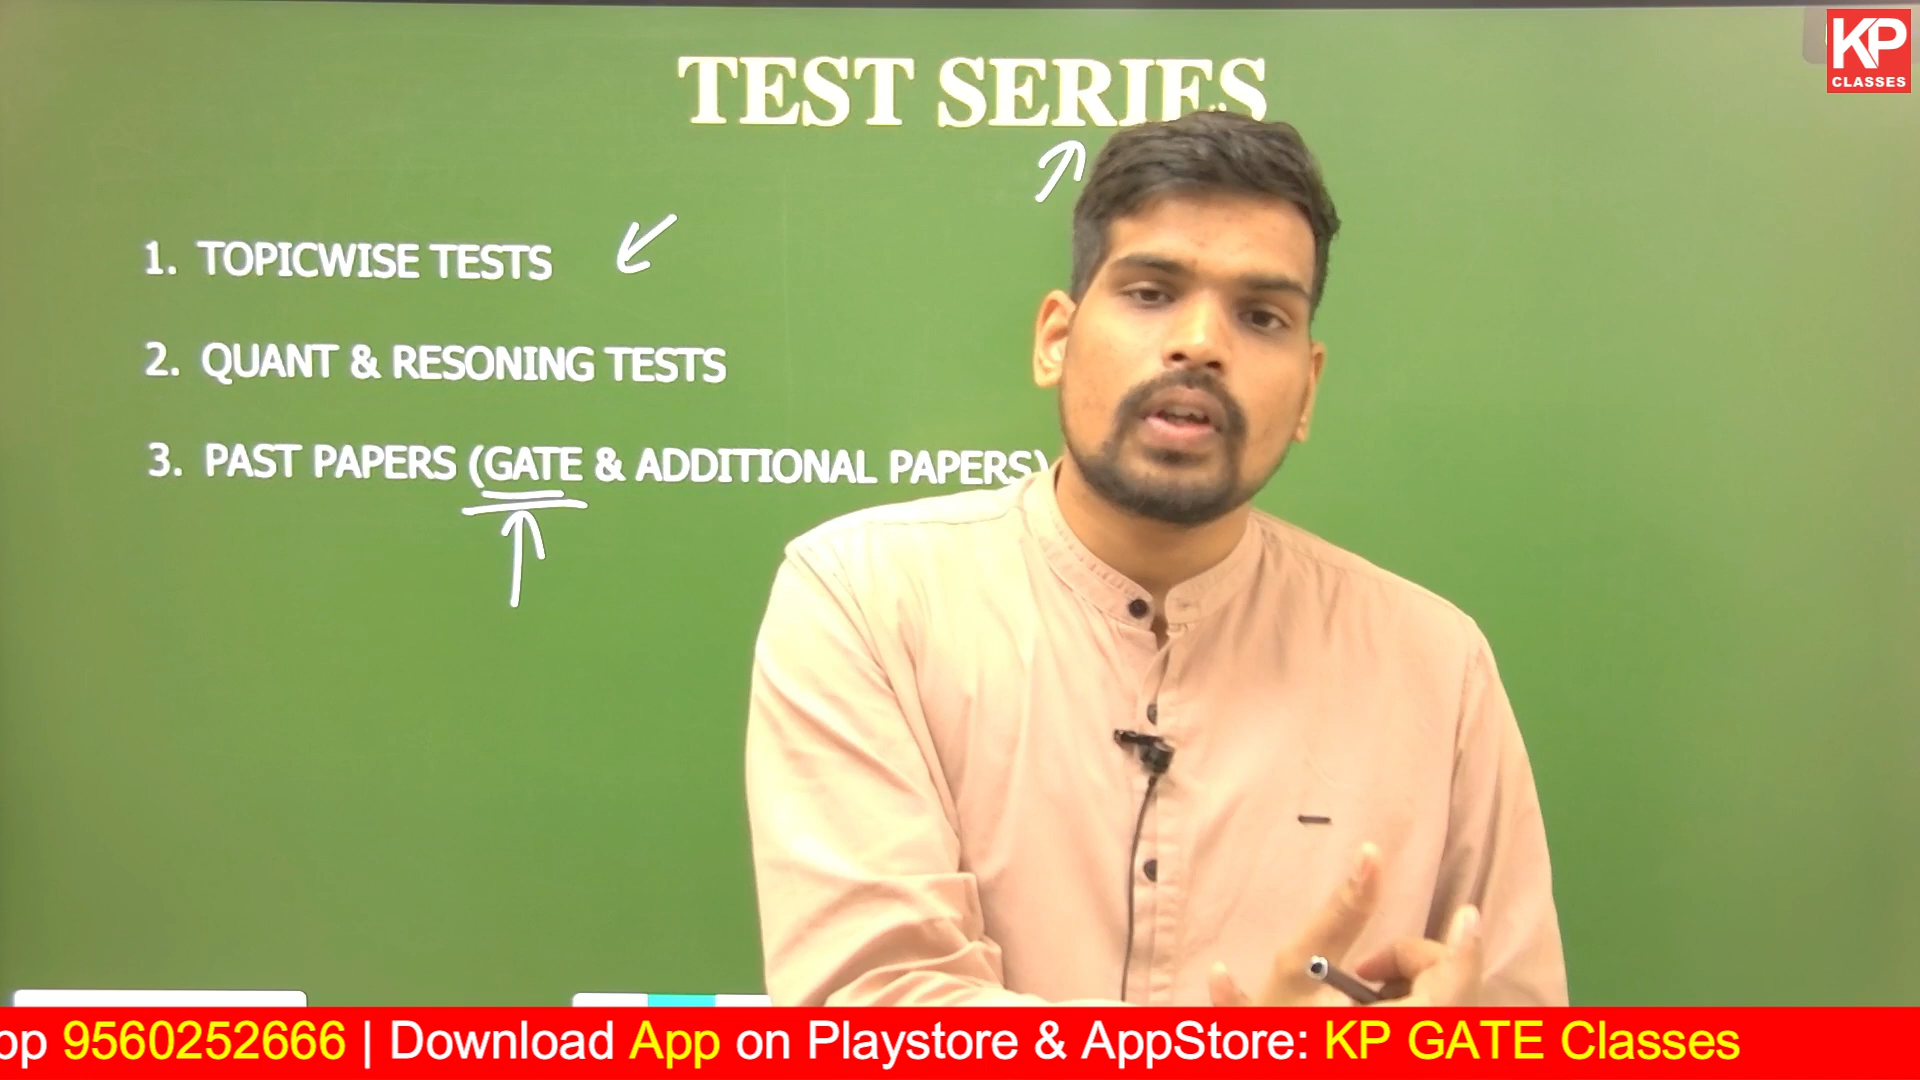 TEST SERIES
KP
CLASSES
1. TOPICWISE TESTS
2. QUANT & RESONING TESTS
3. PAST PAPERS (GATE & ADDITIONAL PAPERS)
pp 9560252666 | Download App on Playstore & AppStore: KP GATE Classes